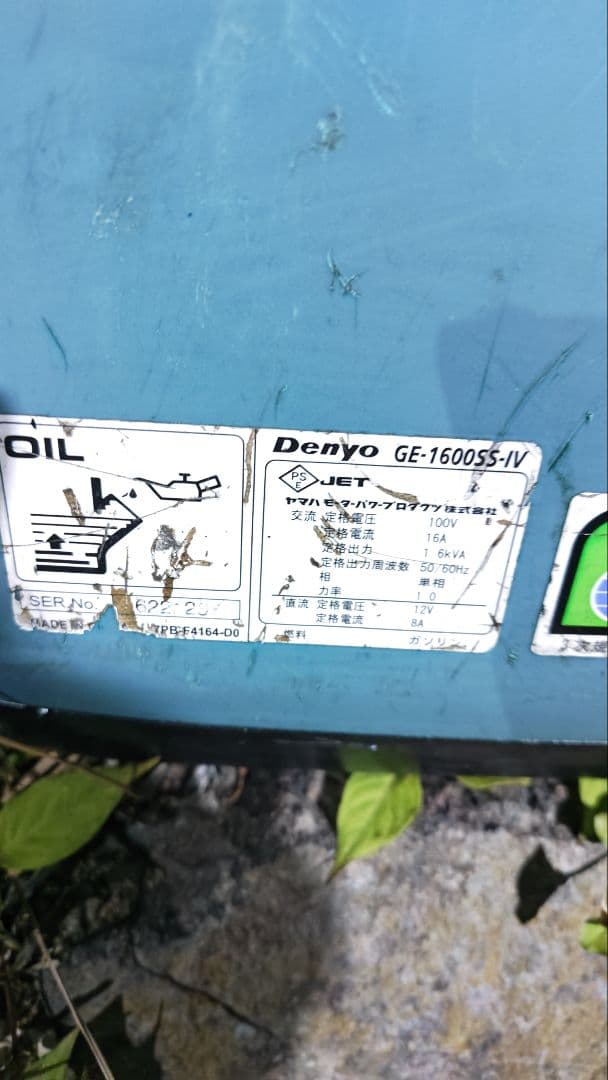 OIL
SER.No.
MADE IN
7PB-F4164-D0
Denyo GE-1600SS-IV
PS
E
JET
ヤマハ モーターパワープロダクツ株式会社
交流 定格電圧 100V
定格電流 16A
定格出力 1.6kVA
定格出力周波数 50/60Hz
相 単相
力率 1.0
直流 定格電圧 12V
定格電流 8A
燃料 ガソリン